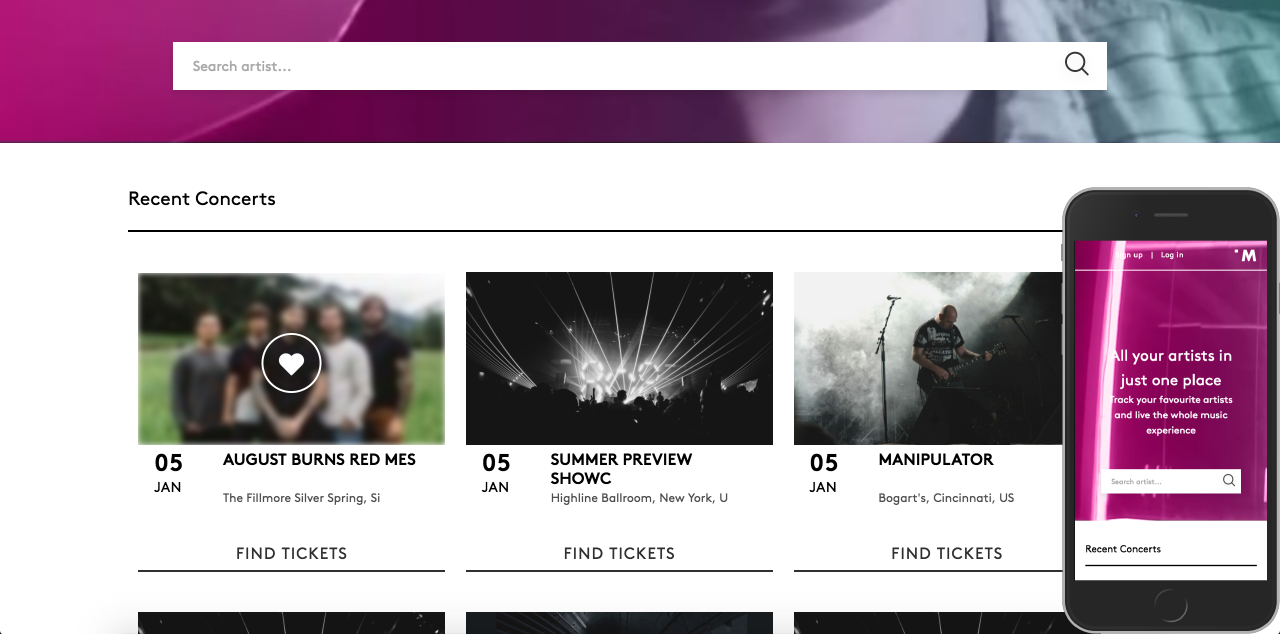 Search artist...
Recent Concerts
05
JAN
AUGUST BURNS RED MES
The Fillmore Silver Spring, Si
FIND TICKETS
05
JAN
SUMMER PREVIEW
SHOWC
Highline Ballroom, New York, U
FIND TICKETS
05
JAN
MANIPULATOR
Bogart's, Cincinnati, US
FIND TICKETS
Sign up | Log in
M
All your artists in
just one place
Track your favourite artists
and live the whole music
experience
Search artist...
Recent Concerts